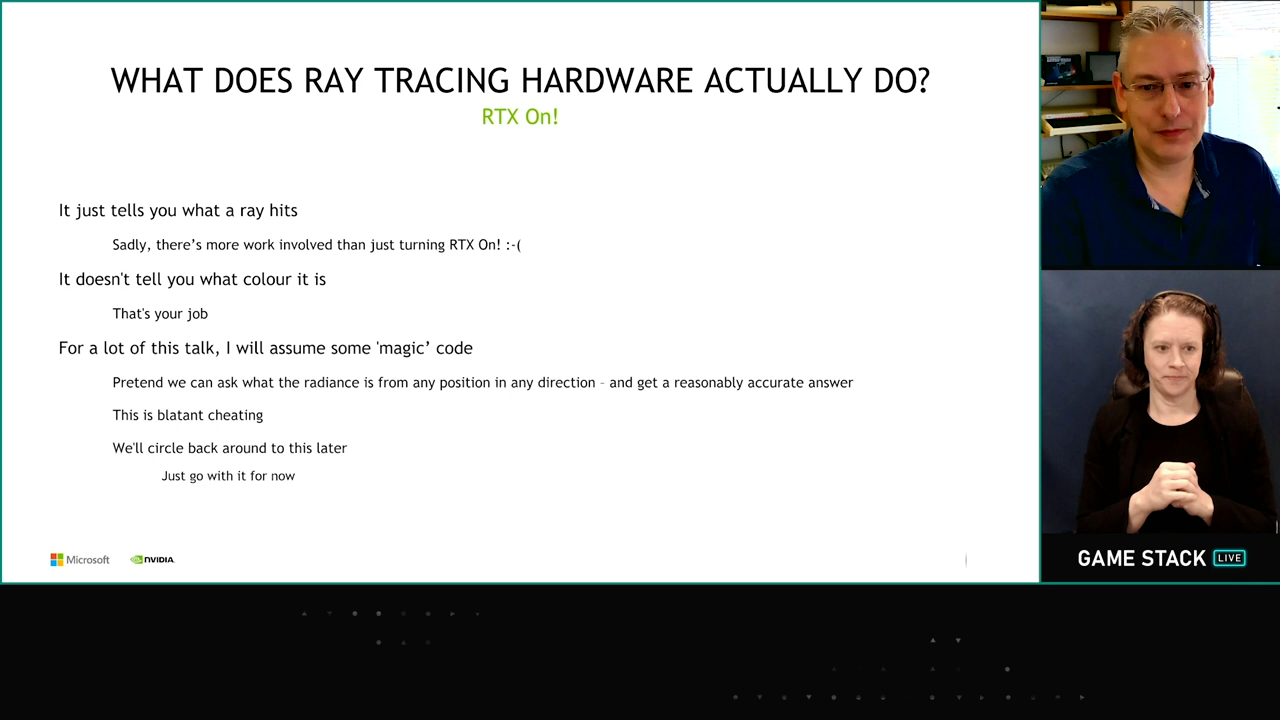 WHAT DOES RAY TRACING HARDWARE ACTUALLY DO?
RTX On!
It just tells you what a ray hits
Sadly, there’s more work involved than just turning RTX On! :-(
It doesn't tell you what colour it is
That's your job
For a lot of this talk, I will assume some 'magic’ code
Pretend we can ask what the radiance is from any position in any direction – and get a reasonably accurate answer
This is blatant cheating
We'll circle back around to this later
Just go with it for now
Microsoft
NVIDIA
GAME STACK LIVE